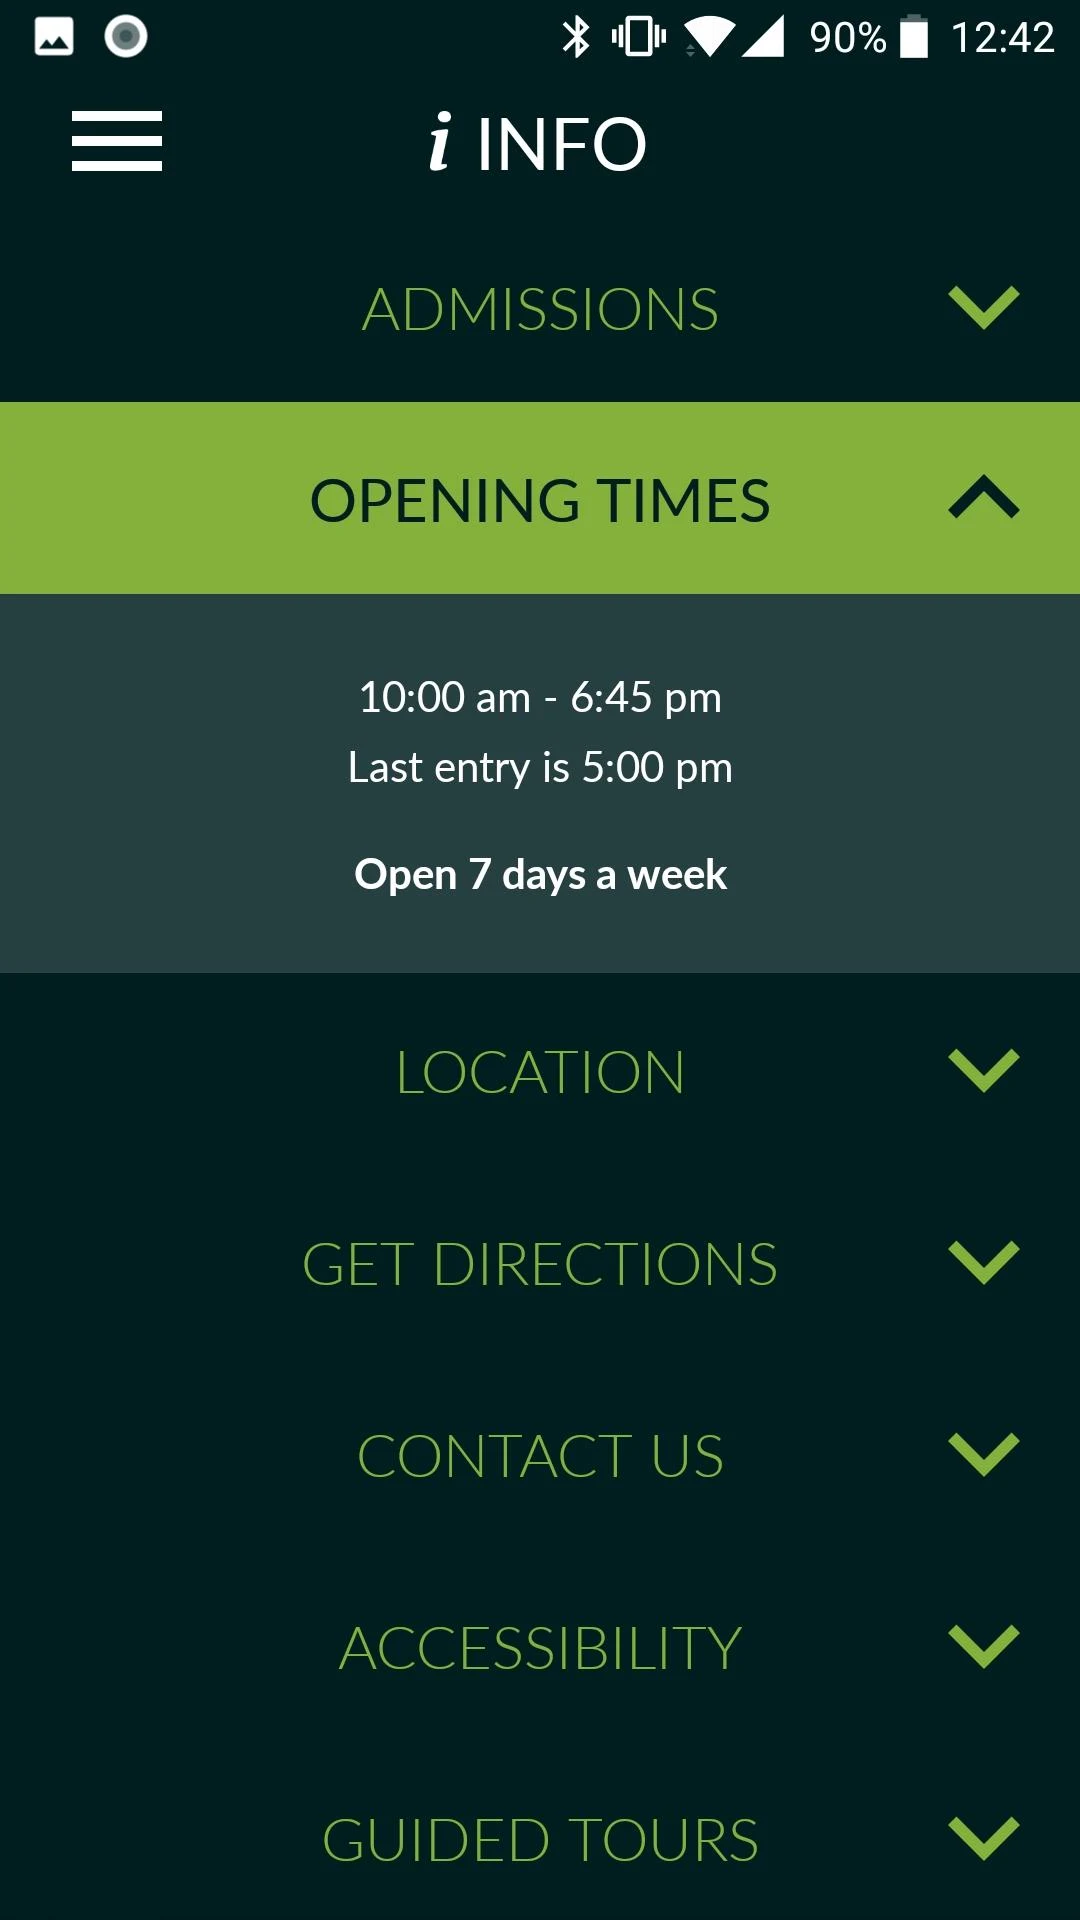 90% 12:42
i INFO
ADMISSIONS
OPENING TIMES
10:00 am - 6:45 pm
Last entry is 5:00 pm
Open 7 days a week
LOCATION
GET DIRECTIONS
CONTACT US
ACCESSIBILITY
GUIDED TOURS